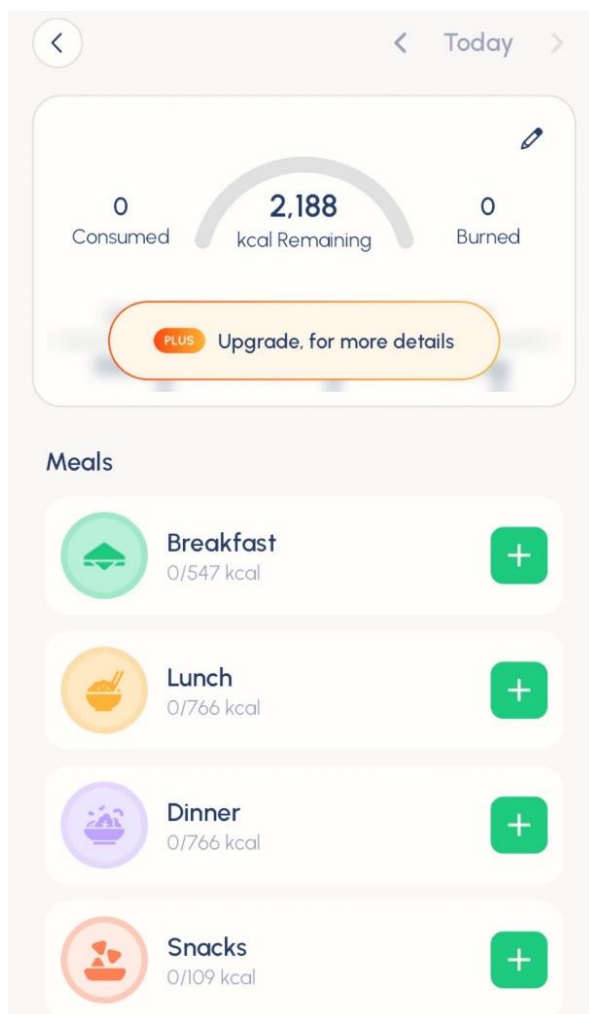 Today
0
Consumed
2,188
kcal Remaining
0
Burned
PLUS Upgrade, for more details
Meals
Breakfast
0/547 kcal
Lunch
0/766 kcal
Dinner
0/766 kcal
Snacks
0/109 kcal